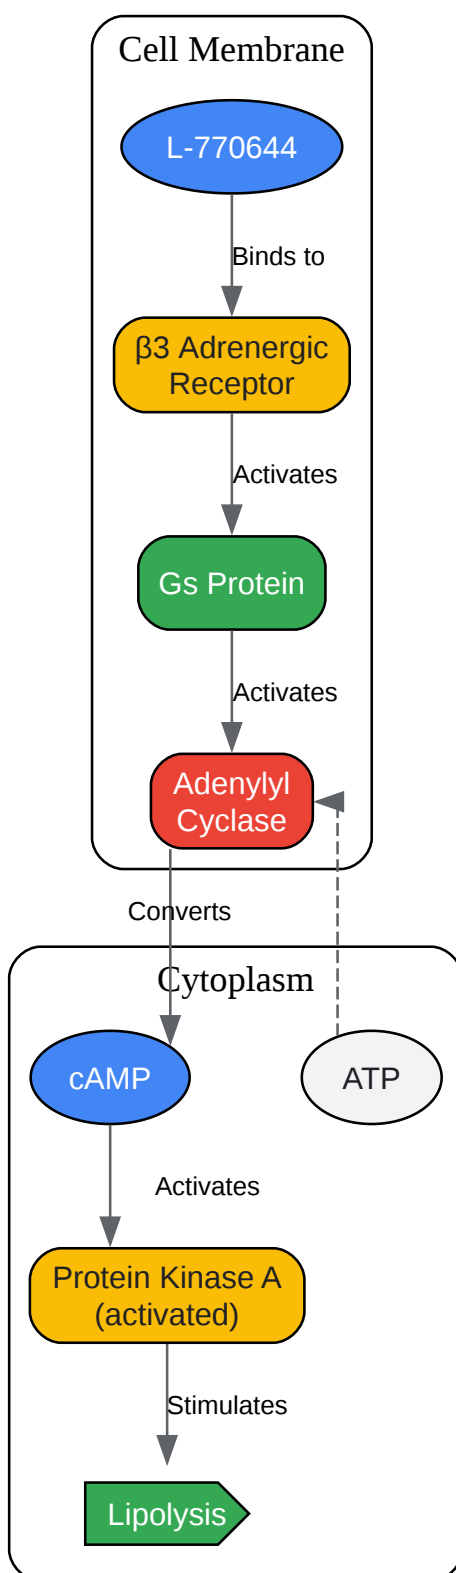 Cell Membrane
L-770644
Binds to
β3 Adrenergic
Receptor
Activates
Gs Protein
Activates
Adenylyl
Cyclase
Converts
Cytoplasm
cAMP
ATP
Activates
Protein Kinase A
(activated)
Stimulates
Lipolysis